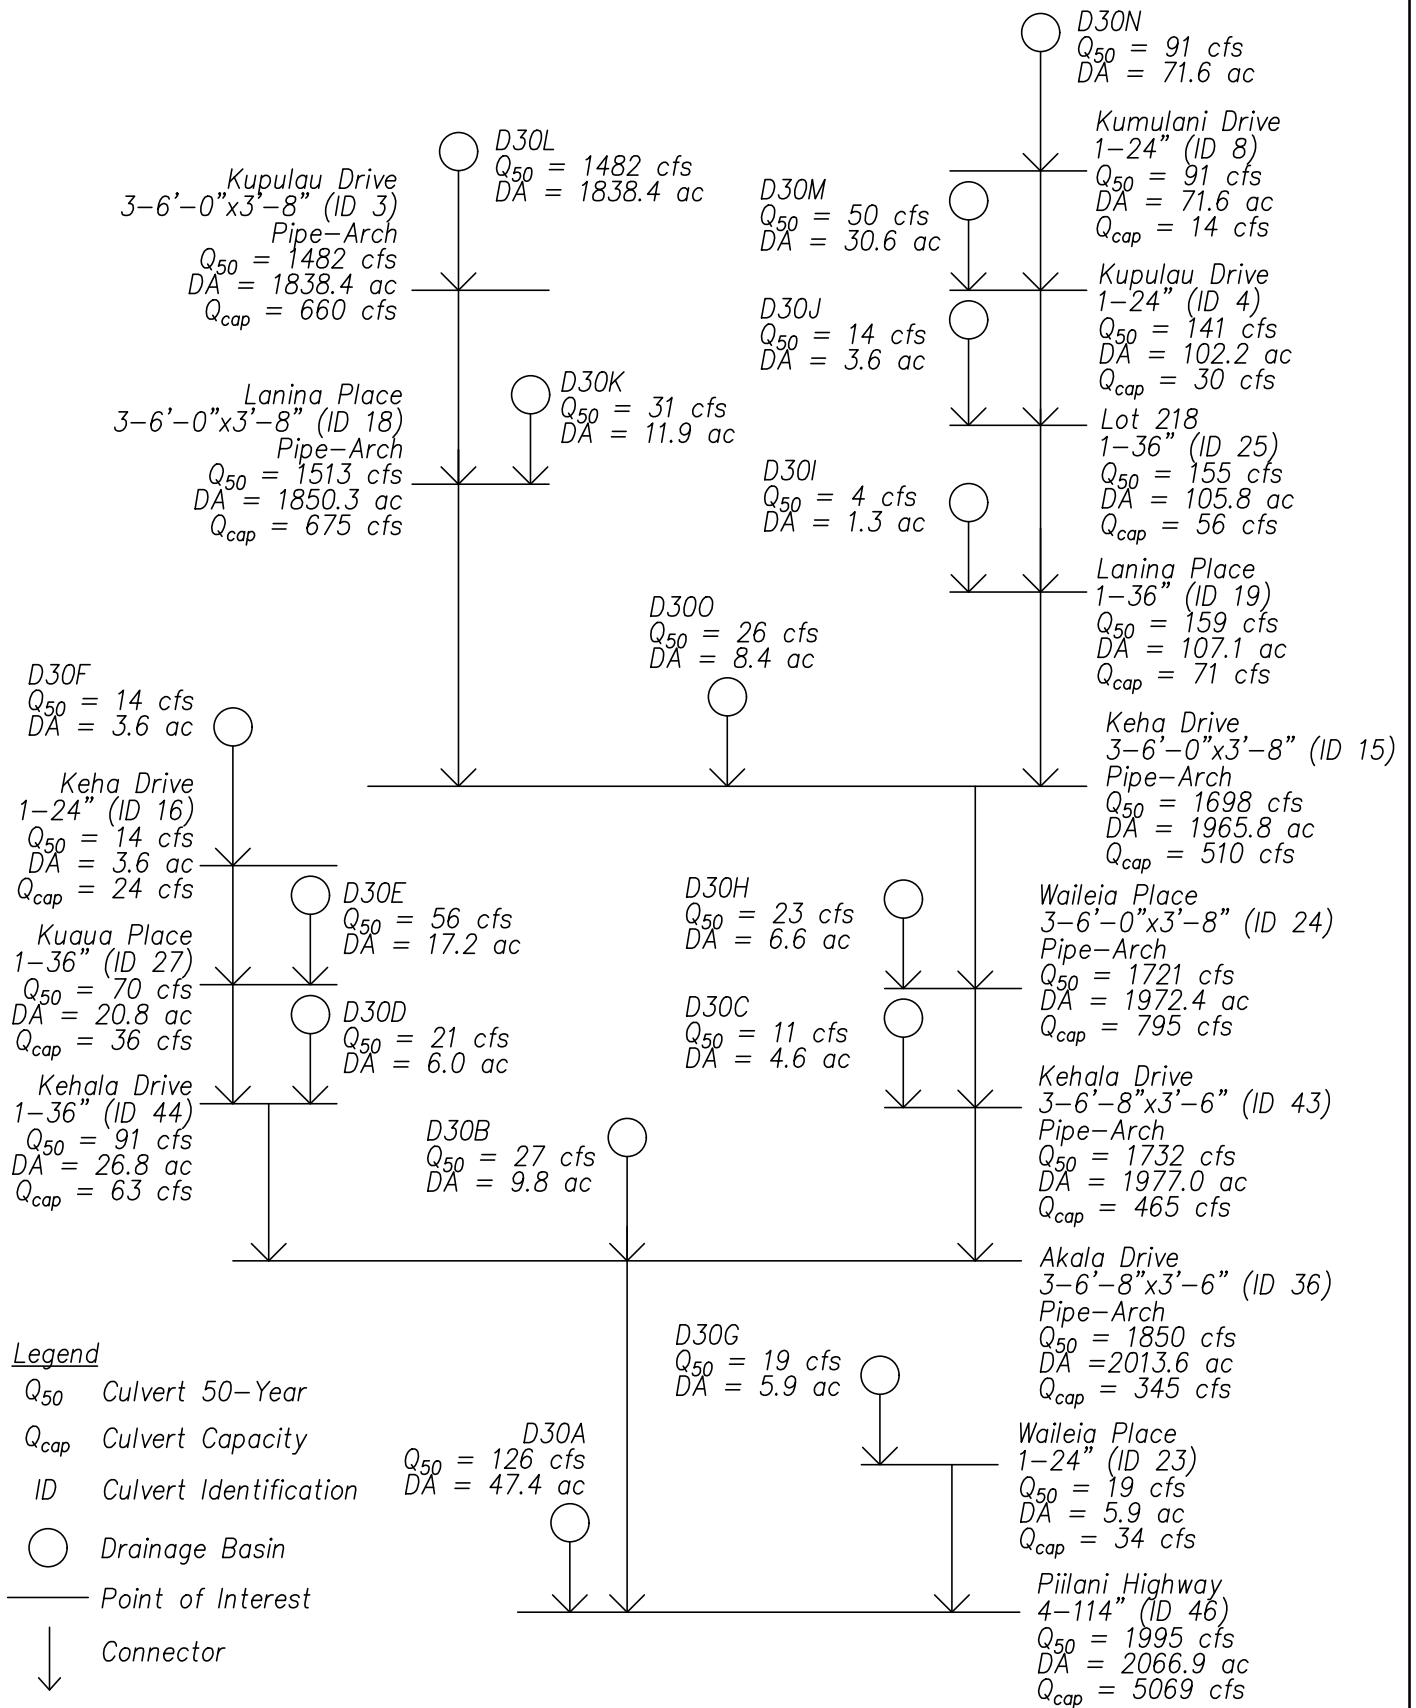 D30N
Q50 = 91 cfs
DA = 71.6 ac
Kumulani Drive
1-24" (ID 8)
Q50 = 91 cfs
DA = 71.6 ac
Qcap = 14 cfs
D30L
Q50 = 1482 cfs
DA = 1838.4 ac
Kupulau Drive
3-6'-0"x3'-8" (ID 3)
Pipe-Arch
Q50 = 1482 cfs
DA = 1838.4 ac
Qcap = 660 cfs
D30M
Q50 = 50 cfs
DA = 30.6 ac
Kupulau Drive
1-24" (ID 4)
Q50 = 141 cfs
DA = 102.2 ac
Qcap = 30 cfs
D30J
Q50 = 14 cfs
DA = 3.6 ac
D30K
Q50 = 31 cfs
DA = 11.9 ac
Lanina Place
3-6'-0"x3'-8" (ID 18)
Pipe-Arch
Q50 = 1513 cfs
DA = 1850.3 ac
Qcap = 675 cfs
Lot 218
1-36" (ID 25)
Q50 = 155 cfs
DA = 105.8 ac
Qcap = 56 cfs
D30I
Q50 = 4 cfs
DA = 1.3 ac
Lanina Place
1-36" (ID 19)
Q50 = 159 cfs
DA = 107.1 ac
Qcap = 71 cfs
D30O
Q50 = 26 cfs
DA = 8.4 ac
D30F
Q50 = 14 cfs
DA = 3.6 ac
Keha Drive
3-6'-0"x3'-8" (ID 15)
Pipe-Arch
Q50 = 1698 cfs
DA = 1965.8 ac
Qcap = 510 cfs
Keha Drive
1-24" (ID 16)
Q50 = 14 cfs
DA = 3.6 ac
Qcap = 24 cfs
D30E
Q50 = 56 cfs
DA = 17.2 ac
D30H
Q50 = 23 cfs
DA = 6.6 ac
Waileia Place
3-6'-0"x3'-8" (ID 24)
Pipe-Arch
Q50 = 1721 cfs
DA = 1972.4 ac
Qcap = 795 cfs
Kuaua Place
1-36" (ID 27)
Q50 = 70 cfs
DA = 20.8 ac
Qcap = 36 cfs
D30D
Q50 = 21 cfs
DA = 6.0 ac
D30C
Q50 = 11 cfs
DA = 4.6 ac
Kehala Drive
3-6'-8"x3'-6" (ID 43)
Pipe-Arch
Q50 = 1732 cfs
DA = 1977.0 ac
Qcap = 465 cfs
Kehala Drive
1-36" (ID 44)
Q50 = 91 cfs
DA = 26.8 ac
Qcap = 63 cfs
D30B
Q50 = 27 cfs
DA = 9.8 ac
Akala Drive
3-6'-8"x3'-6" (ID 36)
Pipe-Arch
Q50 = 1850 cfs
DA =2013.6 ac
Qcap = 345 cfs
D30G
Q50 = 19 cfs
DA = 5.9 ac
Waileia Place
1-24" (ID 23)
Q50 = 19 cfs
DA = 5.9 ac
Qcap = 34 cfs
D30A
Q50 = 126 cfs
DA = 47.4 ac
Piilani Highway
4-114" (ID 46)
Q50 = 1995 cfs
DA = 2066.9 ac
Qcap = 5069 cfs
Legend
Q50 Culvert 50-Year
Qcap Culvert Capacity
ID Culvert Identification
Drainage Basin
Point of Interest
Connector